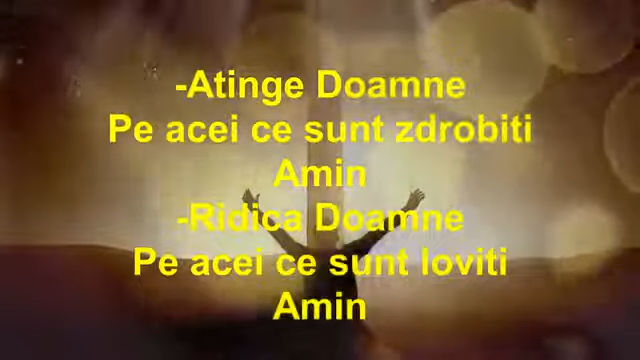 -Atinge Doamne
Pe acei ce sunt zdrobiti
Amin
-Ridica Doamne
Pe acei ce sunt loviti
Amin